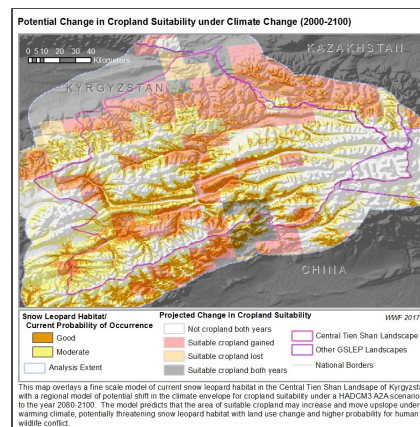 Potential Change in Cropland Suitability under Climate Change (2000-2100)
KAZAKHSTAN
0 5 10 20 30 40
Kilometers
KYRGYZSTAN
CHINA
Snow Leopard Habitat/
Current Probability of Occurrence
Good
Moderate
Analysis Extent
Projected Change in Cropland Suitability
Not cropland both years
Suitable cropland gained
Suitable cropland lost
Suitable cropland both years
WWF 2017
Central Tien Shan Landscape
Other GSLEP Landscapes
National Borders
This map overlays a fine scale model of current snow leopard habitat in the Central Tien Shan Landsape of Kyrgyzsta
with a regional model of potential shift in the climate envelope for cropland suitability under a HADCM3 A2A scenario
to the year 2080-2100. The model predicts that the area of suitable cropland may increase and move upslope under
warming climate, potentially threatening snow leopard habitat with land use change and higher probability for human
wildlife conflict.